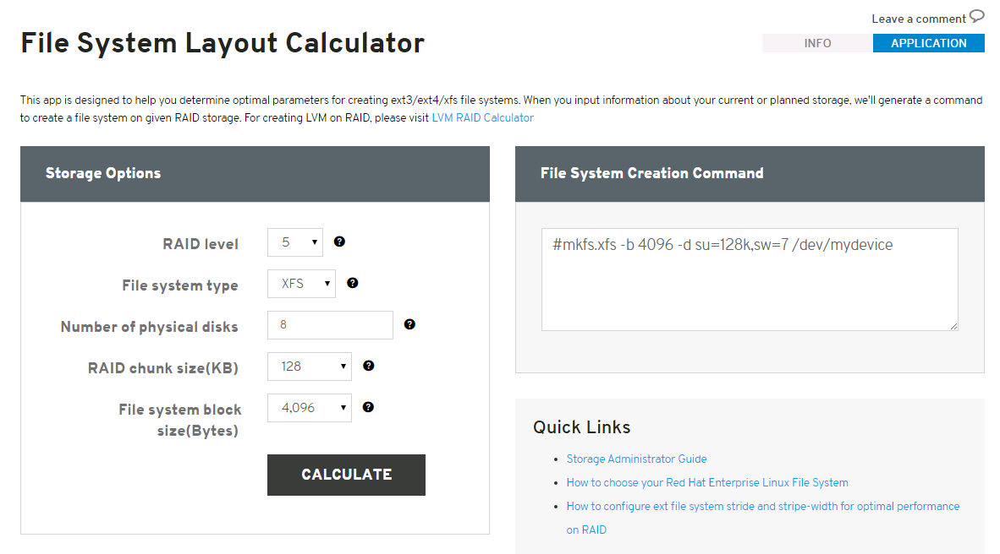 Leave a comment
File System Layout Calculator
INFO
APPLICATION
This app is designed to help you determine optimal parameters for creating ext3/ext4/xfs file systems. When you input information about your current or planned storage, we'll generate a command
to create a file system on given RAID storage. For creating LVM on RAID, please visit LVM RAID Calculator
Storage Options
RAID level
5
File system type
XFS
Number of physical disks
8
RAID chunk size(KB)
128
File system block
size(Bytes)
4,096
CALCULATE
File System Creation Command
#mkfs.xfs -b 4096 -d su=128k,sw=7 /dev/mydevice
Quick Links
Storage Administrator Guide
How to choose your Red Hat Enterprise Linux File System
How to configure ext file system stride and stripe-width for optimal performance
on RAID